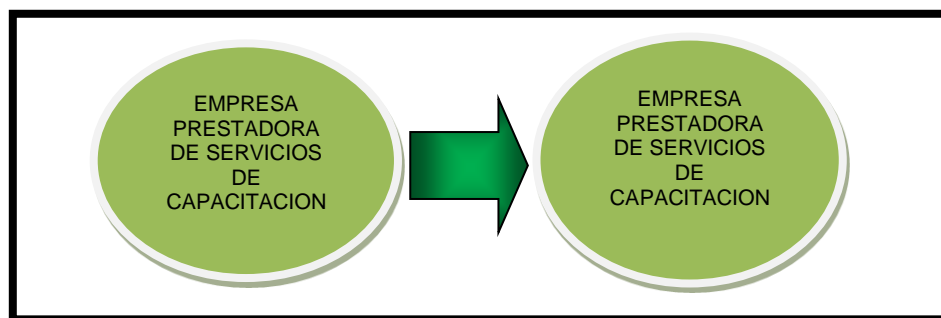 EMPRESA
PRESTADORA
DE SERVICIOS
DE
CAPACITACION
EMPRESA
PRESTADORA
DE SERVICIOS
DE
CAPACITACION